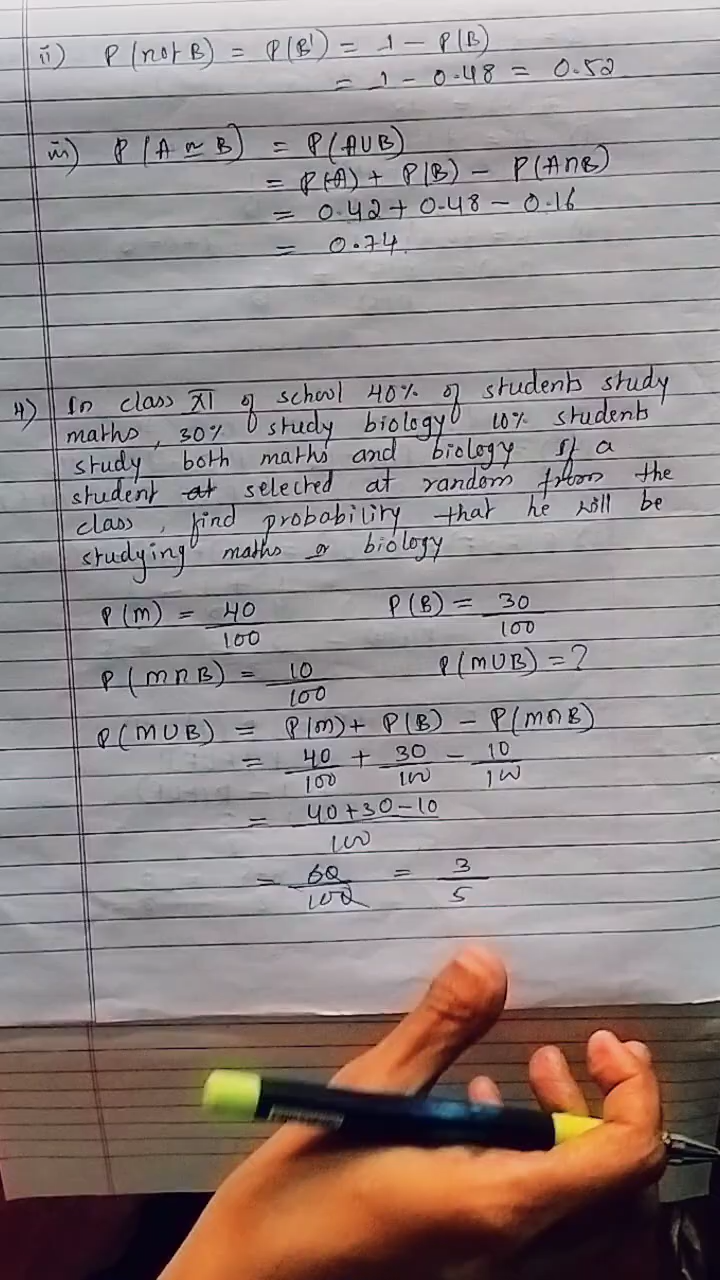 ii) P(not B) = P(B') = 1 - P(B)
= 1 - 0.48 = 0.52
iii) P(A or B) = P(A∪B)
= P(A) + P(B) - P(A∩B)
= 0.42 + 0.48 - 0.16
= 0.74.
4) In class XI of school 40% of students study
maths, 30% study biology 10% students
study both maths and biology If a
student at selected at random from the
class, find probability that he will be
studying maths or biology
P(m) = 40/100 P(B) = 30/100
P(m∩B) = 10/100 P(M∪B) = ?
P(M∪B) = P(m) + P(B) - P(m∩B)
= 40/100 + 30/100 - 10/100
= 40+30-10/100
= 60/100 = 3/5